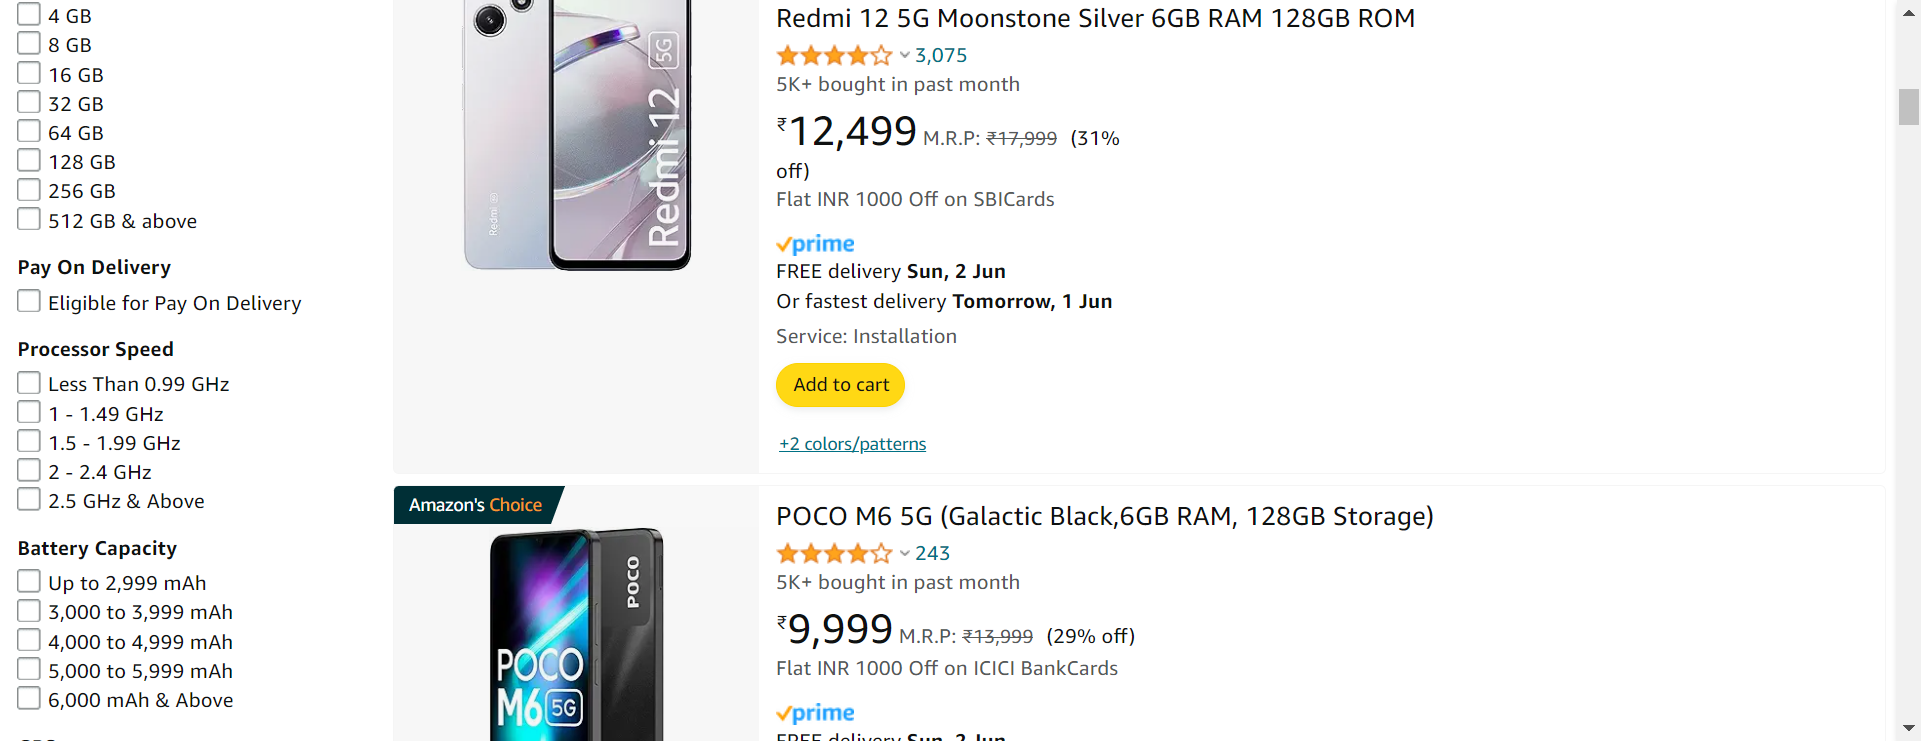 4 GB
8 GB
16 GB
32 GB
64 GB
128 GB
256 GB
512 GB & above
Pay On Delivery
Eligible for Pay On Delivery
Processor Speed
Less Than 0.99 GHz
1 - 1.49 GHz
1.5 - 1.99 GHz
2 - 2.4 GHz
2.5 GHz & Above
Battery Capacity
Up to 2,999 mAh
3,000 to 3,999 mAh
4,000 to 4,999 mAh
5,000 to 5,999 mAh
6,000 mAh & Above
Redmi 12 5G
Redmi
Redmi 12 5G Moonstone Silver 6GB RAM 128GB ROM
3,075
5K+ bought in past month
₹12,499 M.R.P: ₹17,999 (31%
off)
Flat INR 1000 Off on SBICards
prime
FREE delivery Sun, 2 Jun
Or fastest delivery Tomorrow, 1 Jun
Service: Installation
Add to cart
+2 colors/patterns
Amazon's Choice
POCO
POCO
M6 5G
POCO M6 5G (Galactic Black,6GB RAM, 128GB Storage)
243
5K+ bought in past month
₹9,999 M.R.P: ₹13,999 (29% off)
Flat INR 1000 Off on ICICI BankCards
prime
FREE delivery Sun, 2 Jun